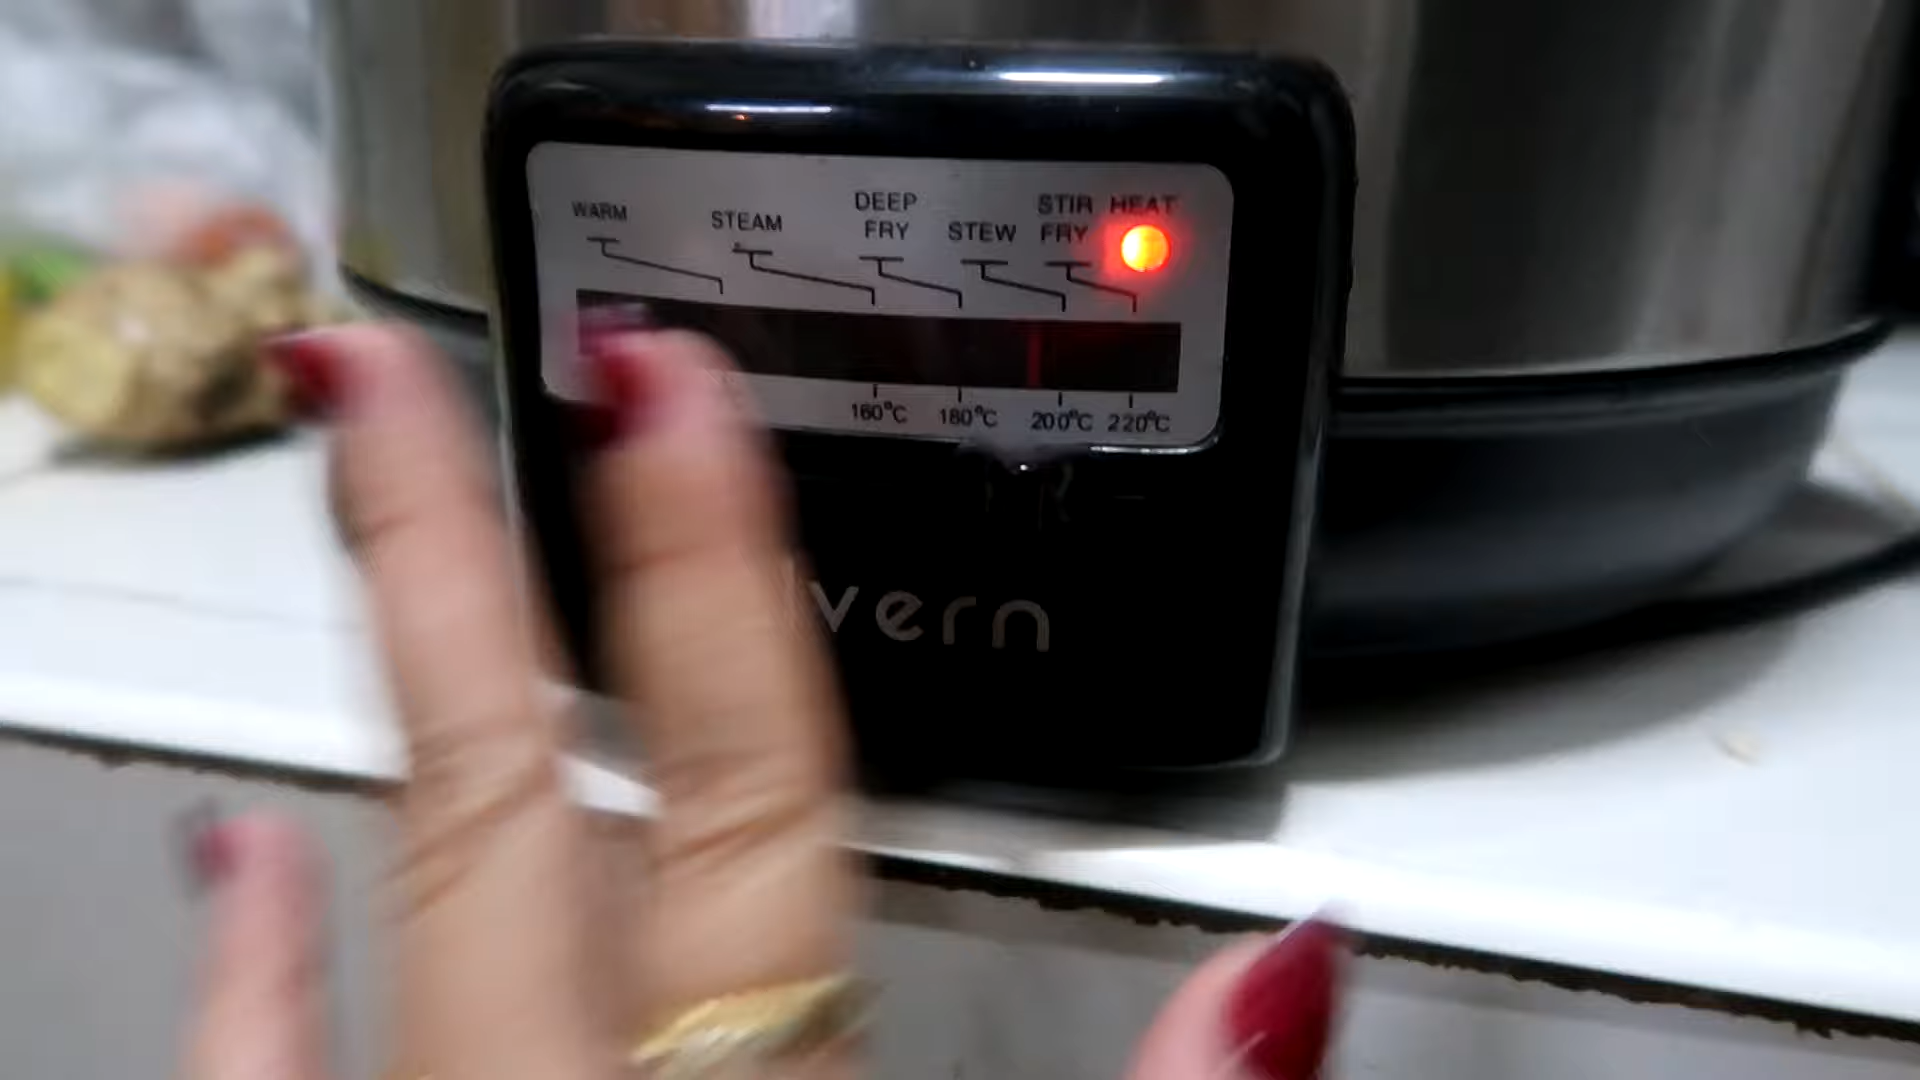 WARM
STEAM
DEEP
FRY
STEW
STIR
FRY
HEAT
160°C 180°C 200°C 220°C
vern